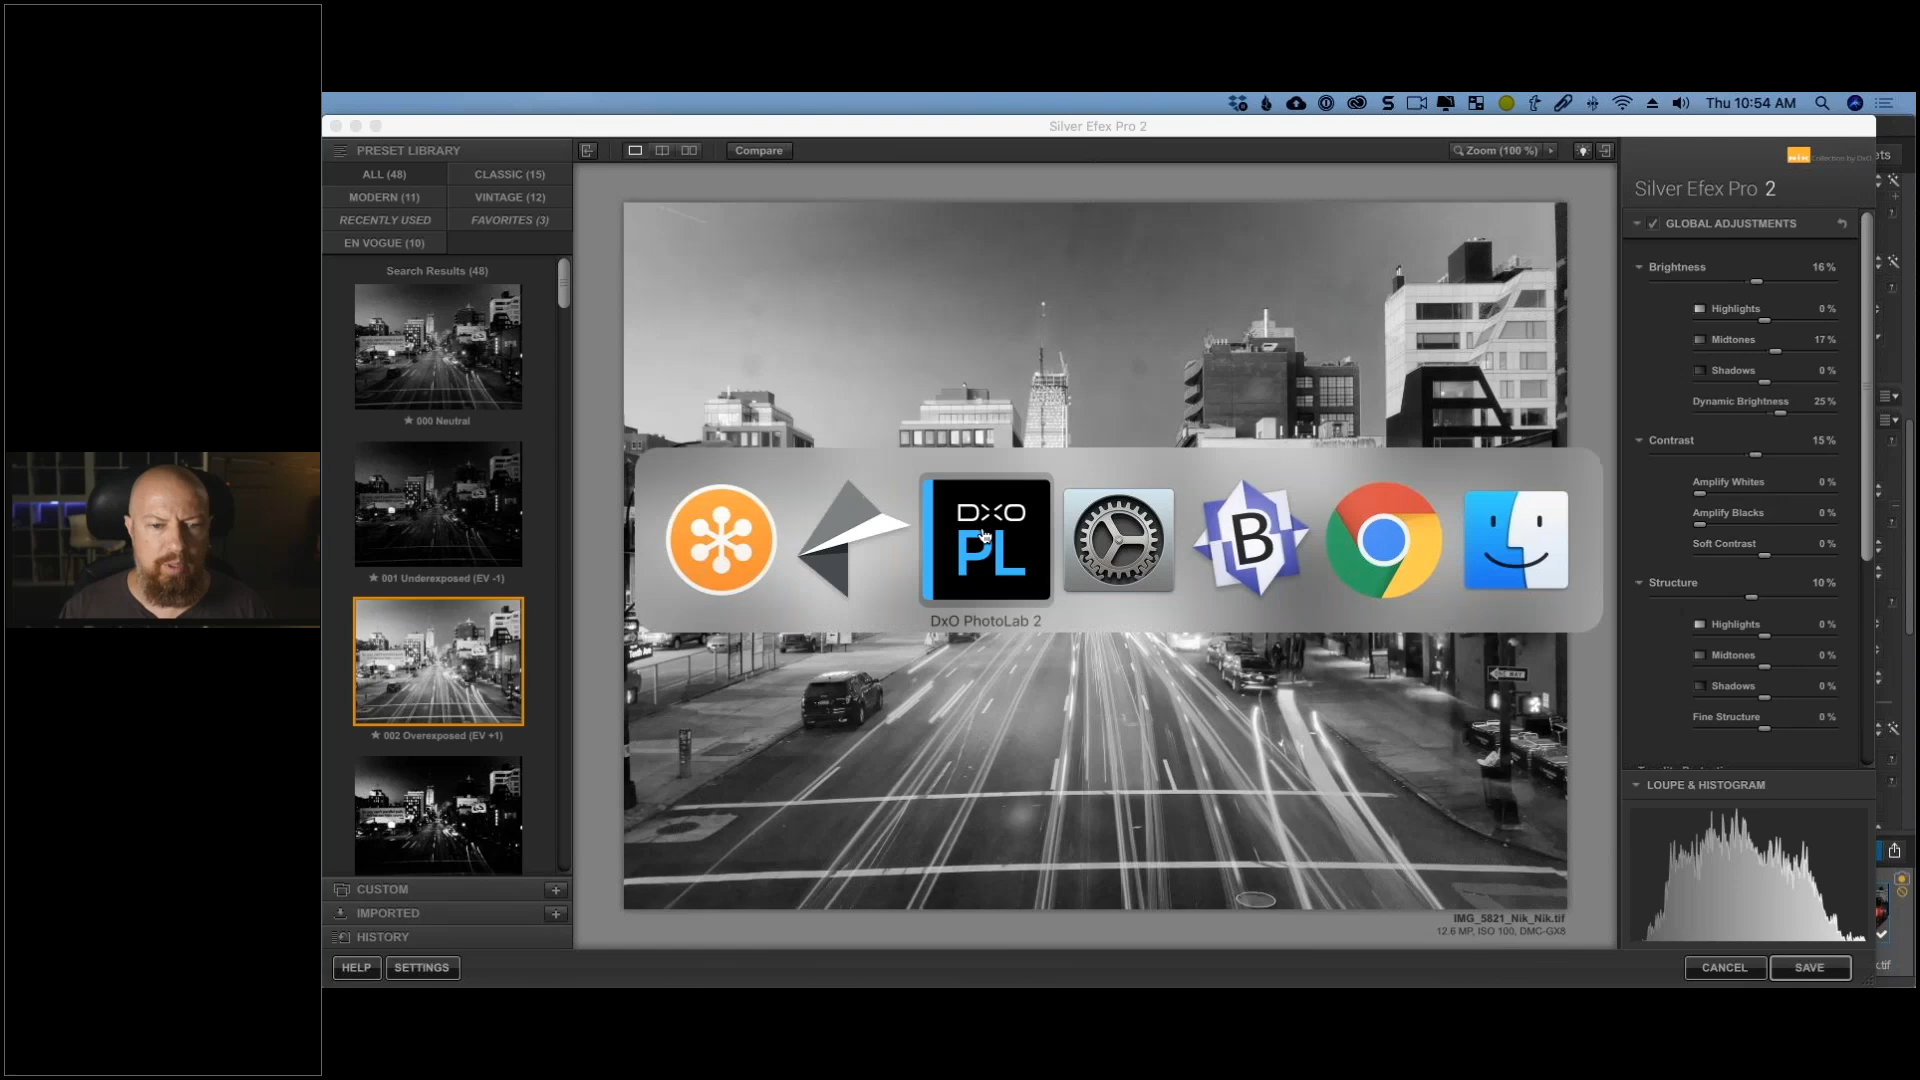 Thu 10:54 AM
Silver Efex Pro 2
PRESET LIBRARY
Compare
Zoom (100 %)
ets
ALL (48)
CLASSIC (15)
MODERN (11)
VINTAGE (12)
RECENTLY USED
FAVORITES (3)
EN VOGUE (10)
Search Results (48)
★ 000 Neutral
★ 001 Underexposed (EV -1)
★ 002 Overexposed (EV +1)
CUSTOM
IMPORTED
HISTORY
HELP
SETTINGS
DXO
PL
B
DxO PhotoLab 2
IMG_5821_Nik_Nik.tif
12.6 MP, ISO 100, DMC-GX8
Collection by DxO
Silver Efex Pro 2
GLOBAL ADJUSTMENTS
Brightness 16 %
Highlights 0 %
Midtones 17 %
Shadows 0 %
Dynamic Brightness 25 %
Contrast 15 %
Amplify Whites 0 %
Amplify Blacks 0 %
Soft Contrast 0 %
Structure 10 %
Highlights 0 %
Midtones 0 %
Shadows 0 %
Fine Structure 0 %
LOUPE & HISTOGRAM
CANCEL
SAVE